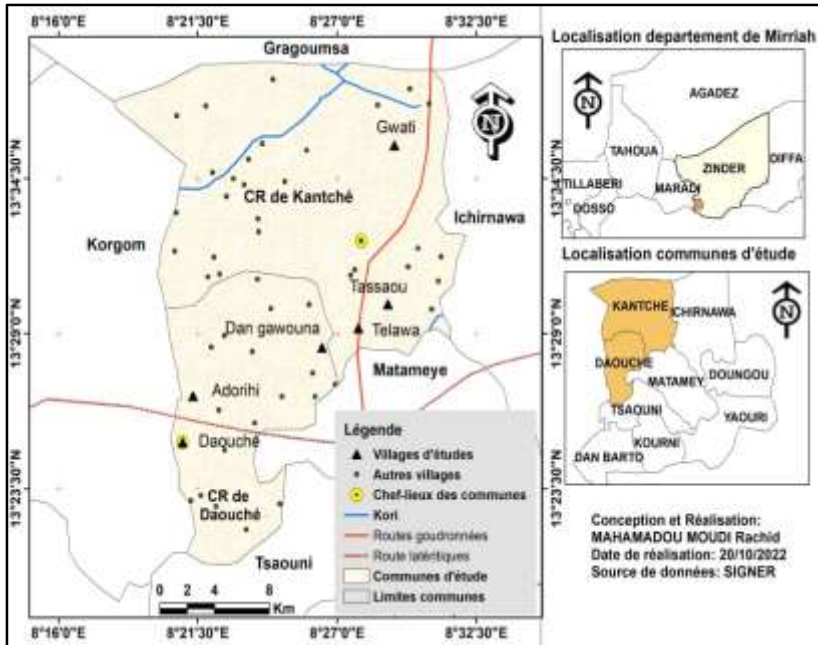 8°16'0"E 8°21'30"E 8°27'0"E 8°32'30"E
Gragoumsa
Gwati
13°34'30"N
13°34'30"N
CR de Kantché
Ichirnawa
Korgom
Tassaou
Dan gawouna
Telawa
13°29'0"N
13°29'0"N
Matameye
Adorihi
Daouché
13°23'30"N
13°23'30"N
CR de
Daouché
Tsaouni
N
Légende
Villages d'études
Autres villages
Chef-lieux des communes
Kori
Routes goudronnées
Route latéritiques
Communes d'étude
Limites communes
0 2 4 8
Km
8°16'0"E 8°21'30"E 8°27'0"E 8°32'30"E
Localisation departement de Mirriah
N
AGADEZ
TAHOUA
ZINDER
DIFFA
TILLABERI
MARADI
DOSSO
Localisation communes d'étude
N
KANTCHE
ICHIRNAWA
DAOUCHE
MATAMEY
DOUNGOU
TSAOUNI
YAOURI
KOURNI
DAN BARTO
Conception et Réalisation:
MAHAMADOU MOUDI Rachid
Date de réalisation: 20/10/2022
Source de données: SIGNER